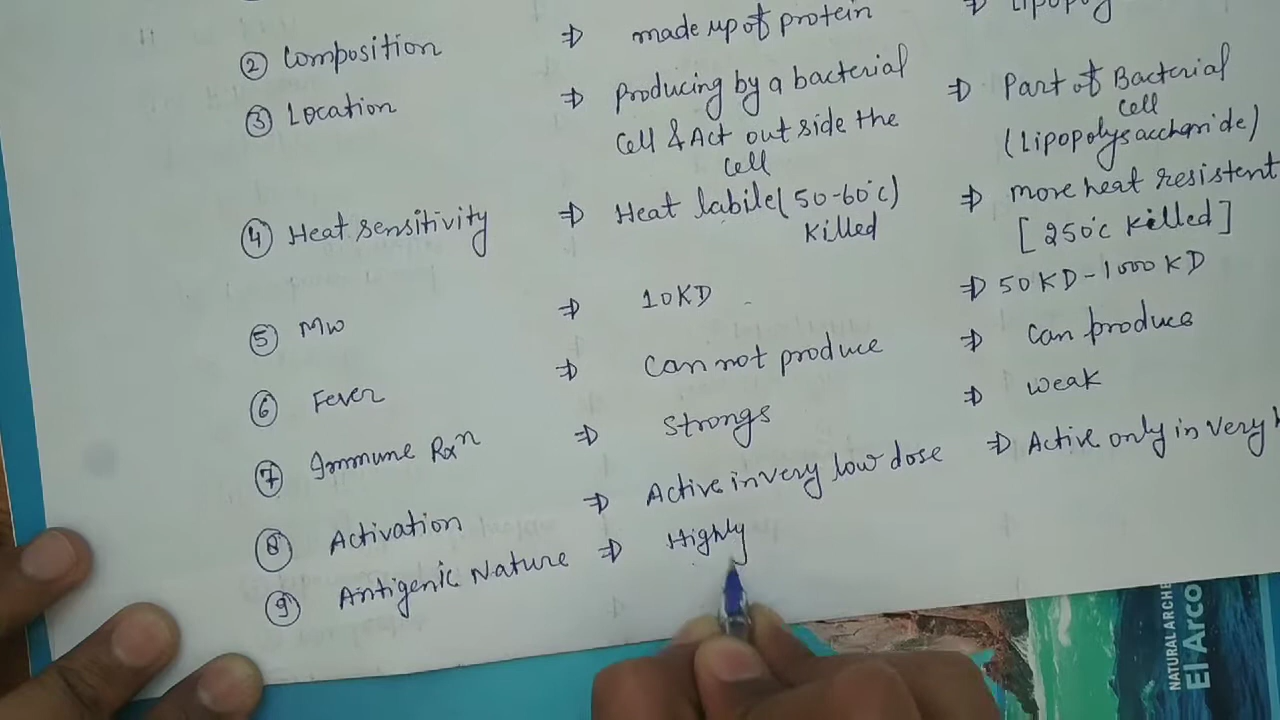 ② Composition ⇒ made up of protein ⇒
③ Location ⇒ Producing by a bacterial ⇒ Part of Bacterial
cell & Act out side the cell
cell (Lipopolysaccharide)
④ Heat sensitivity ⇒ Heat labile (50-60°C) ⇒ more heat resistent
killed [250°C killed]
⑤ Mw ⇒ 10KD ⇒ 50KD-1000KD
⑥ Fever ⇒ Can not produce ⇒ can produce
⑦ Immune Rxn ⇒ Strongs ⇒ weak
⑧ Activation ⇒ Active in very low dose ⇒ Active only in very
⑨ Antigenic Nature ⇒ Highly
NATURAL ARCHE
El Arco